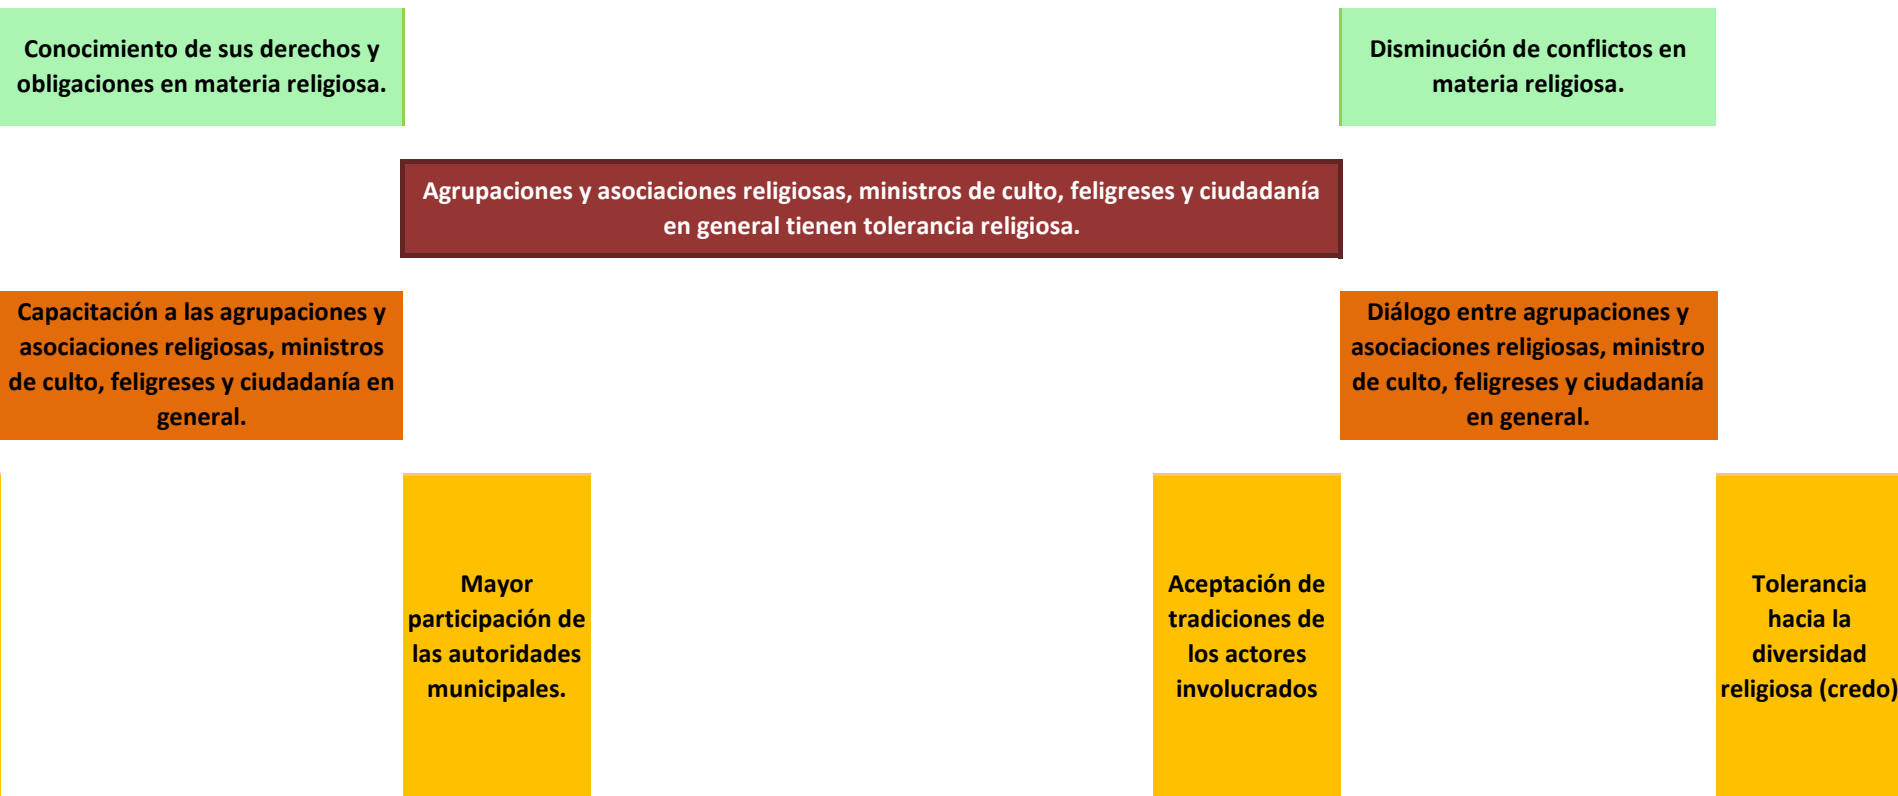 Conocimiento de sus derechos y
obligaciones en materia religiosa.
Disminución de conflictos en
materia religiosa.
Agrupaciones y asociaciones religiosas, ministros de culto, feligreses y ciudadanía
en general tienen tolerancia religiosa.
Capacitación a las agrupaciones y
asociaciones religiosas, ministros
de culto, feligreses y ciudadanía en
general.
Diálogo entre agrupaciones y
asociaciones religiosas, ministro
de culto, feligreses y ciudadanía
en general.
Mayor
participación de
las autoridades
municipales.
Aceptación de
tradiciones de
los actores
involucrados
Tolerancia
hacia la
diversidad
religiosa (credo)